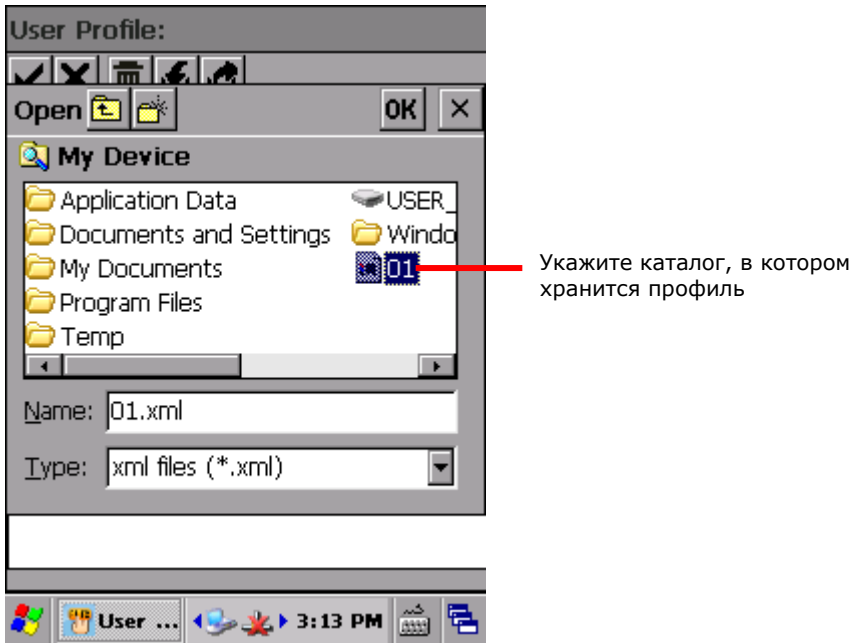 User Profile:
Open OK
My Device
Application Data USER_
Documents and Settings Windo
My Documents 01
Program Files
Temp
Укажите каталог, в котором
хранится профиль
Name: 01.xml
Type: xml files (*.xml)
User ... 3:13 PM